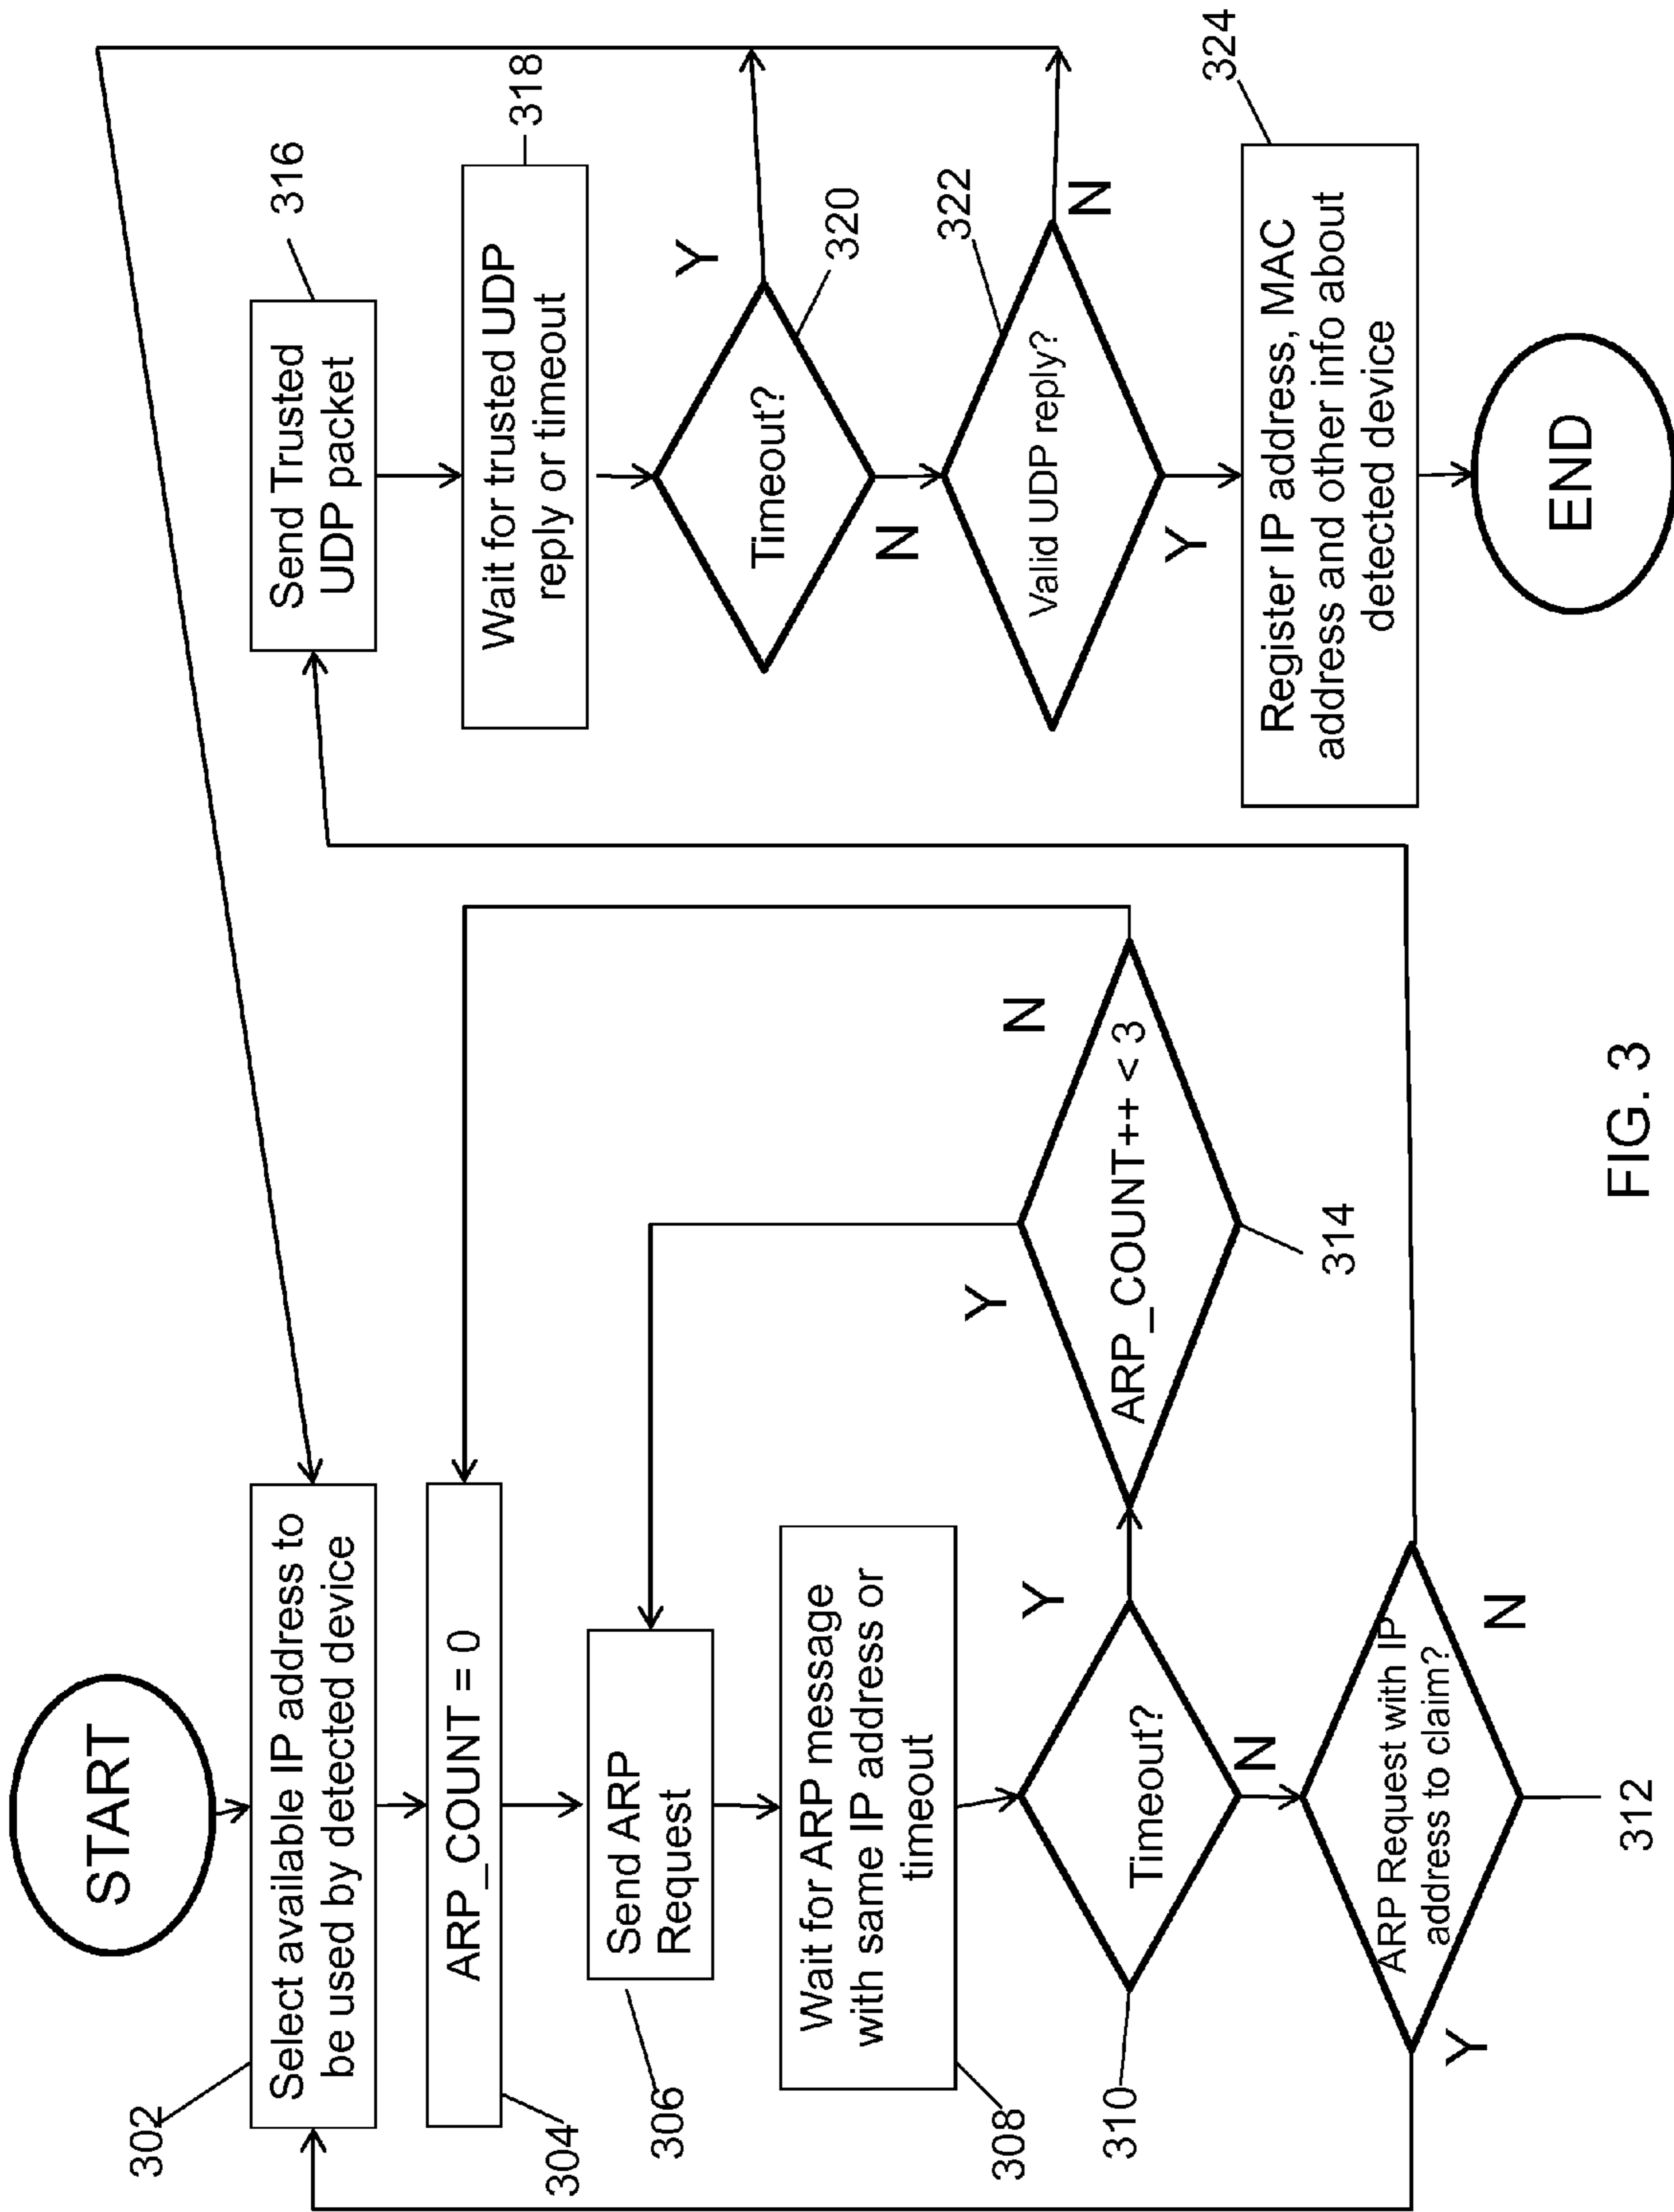 START
302
Select available IP address to
be used by detected device
304
ARP_COUNT = 0
306
Send ARP
Request
308
Wait for ARP message
with same IP address or
timeout
310
Timeout?
Y
N
ARP_COUNT++ < 3
Y
N
314
ARP Request with IP
address to claim?
Y
N
312
Send Trusted
UDP packet
316
Wait for trusted UDP
reply or timeout
318
Timeout?
Y
N
320
Valid UDP reply?
322
N
Y
Register IP address, MAC
address and other info about
detected device
324
END
FIG. 3